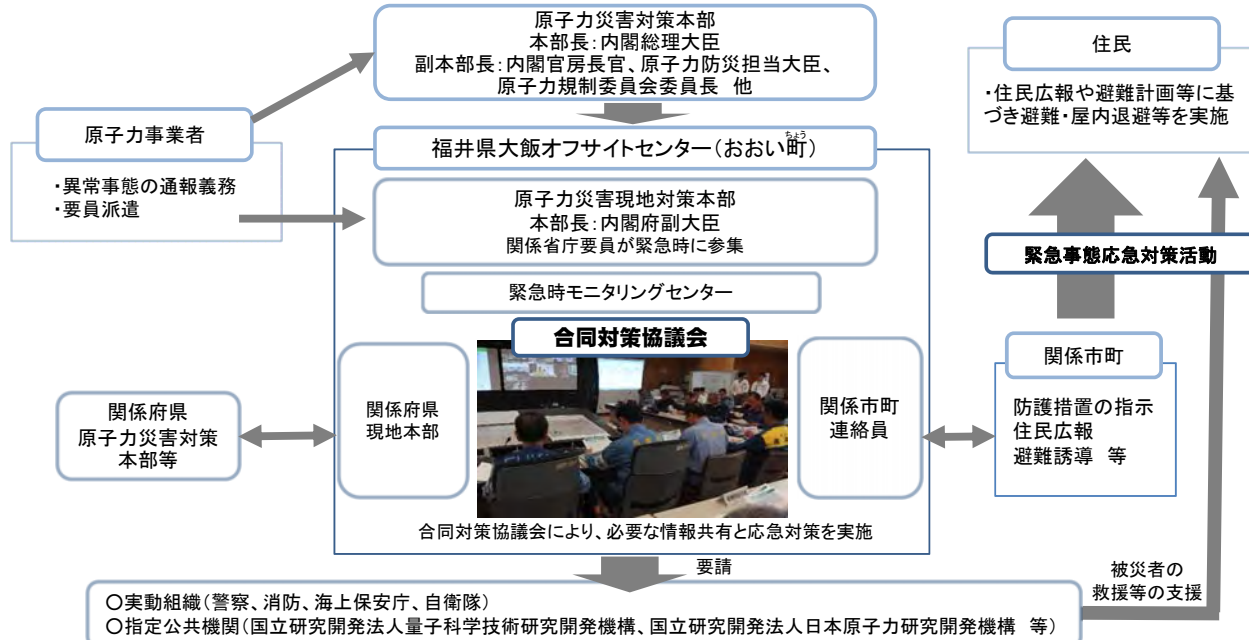 原子力災害対策本部
本部長:内閣総理大臣
副本部長:内閣官房長官、原子力防災担当大臣、
原子力規制委員会委員長 他
原子力事業者
・異常事態の通報義務
・要員派遣
ちょう
福井県大飯オフサイトセンター(おおい町)
原子力災害現地対策本部
本部長:内閣府副大臣
関係省庁要員が緊急時に参集
緊急時モニタリングセンター
合同対策協議会
関係府県
現地本部
関係市町
連絡員
合同対策協議会により、必要な情報共有と応急対策を実施
関係府県
原子力災害対策
本部等
住民
・住民広報や避難計画等に基
づき避難・屋内退避等を実施
緊急事態応急対策活動
関係市町
防護措置の指示
住民広報
避難誘導 等
要請
被災者の
救援等の支援
○実動組織(警察、消防、海上保安庁、自衛隊)
○指定公共機関(国立研究開発法人量子科学技術研究開発機構、国立研究開発法人日本原子力研究開発機構 等)